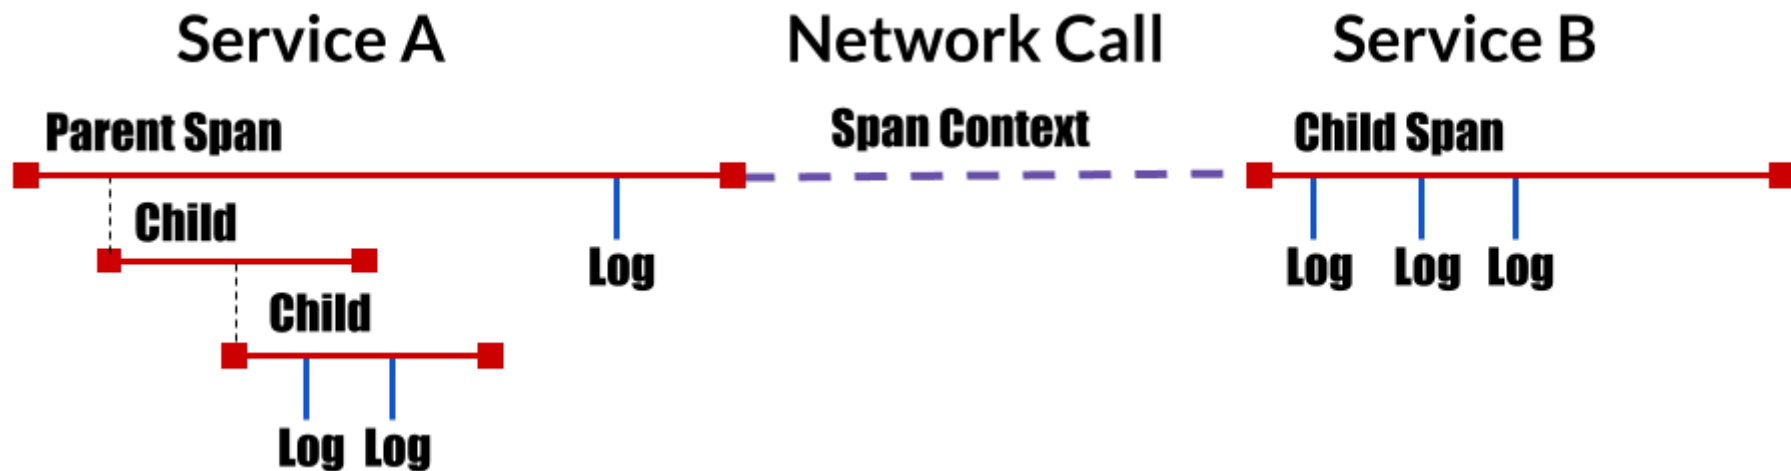 Service A
Network Call
Service B
Parent Span
Span Context
Child Span
Child
Log
Log
Log
Log
Child
Log
Log